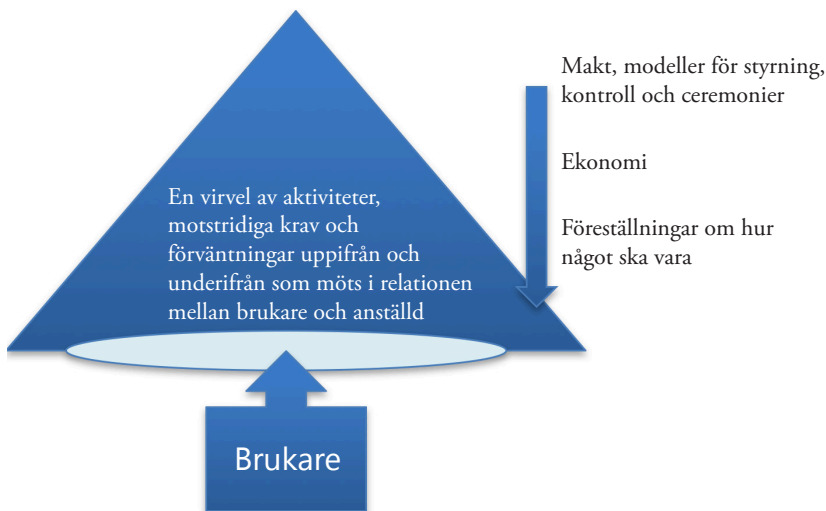 Makt, modeller för styrning,
kontroll och ceremonier
Ekonomi
Föreställningar om hur
något ska vara
En virvel av aktiviteter,
motstridiga krav och
förväntningar uppifrån och
underifrån som möts i relationen
mellan brukare och anställd
Brukare